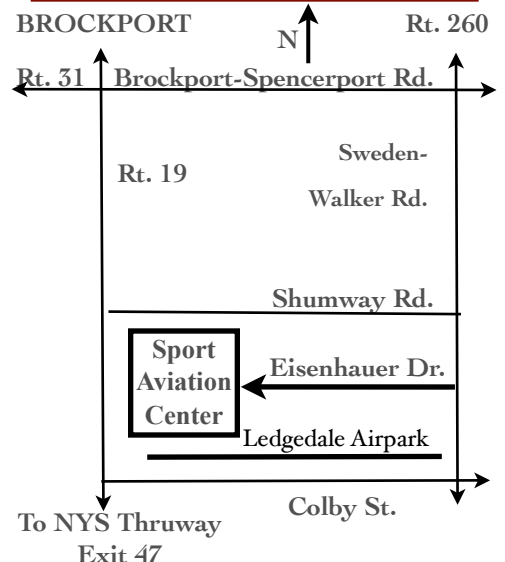 BROCKPORT
N
Rt. 260
Rt. 31
Brockport-Spencerport Rd.
Rt. 19
Sweden-
Walker Rd.
Shumway Rd.
Sport
Aviation
Center
Eisenhauer Dr.
Ledgedale Airpark
Colby St.
To NYS Thruway
Exit 47